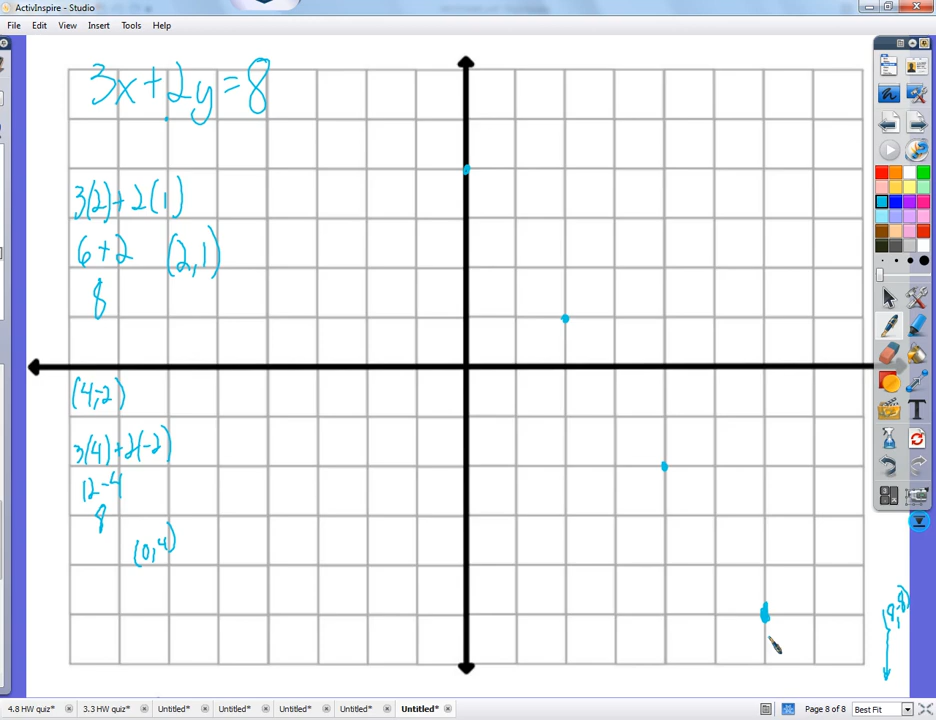 ActivInspire - Studio
File Edit View Insert Tools Help
3x+2y=8
3(2)+2(1)
6+2 (2,1)
8
(4,-2)
3(4)+2(-2)
12-4
8
(0,4)
(8,-8)
T
4.8 HW quiz* 3.3 HW quiz* Untitled* Untitled* Untitled* Untitled* Untitled*
Page 8 of 8 Best Fit